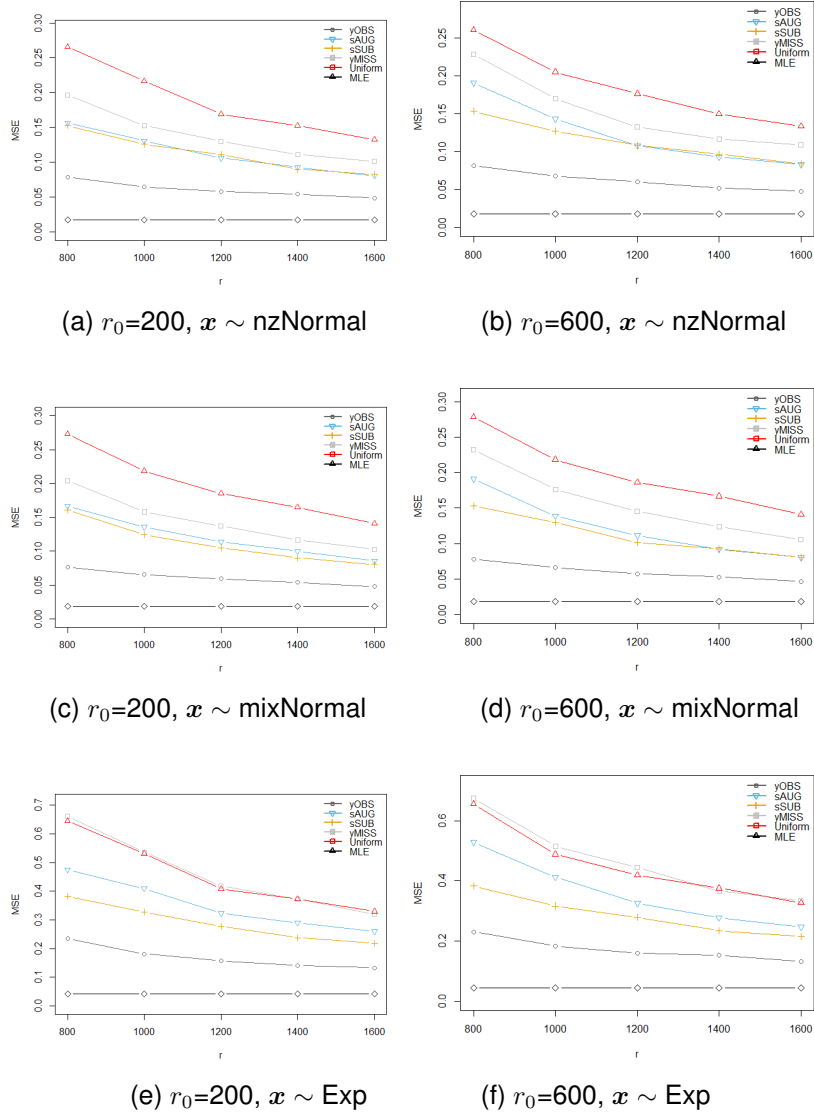 0.30
0.25
0.20
0.15
0.10
0.05
0.00
MSE
yOBS
sAUG
sSUB
yMISS
Uniform
MLE
800 1000 1200 1400 1600
r
(a) r₀=200, x ∼ nzNormal
0.25
0.20
0.15
0.10
0.05
0.00
MSE
yOBS
sAUG
sSUB
yMISS
Uniform
MLE
800 1000 1200 1400 1600
r
(b) r₀=600, x ∼ nzNormal
0.30
0.25
0.20
0.15
0.10
0.05
0.00
MSE
yOBS
sAUG
sSUB
yMISS
Uniform
MLE
800 1000 1200 1400 1600
r
(c) r₀=200, x ∼ mixNormal
0.30
0.25
0.20
0.15
0.10
0.05
0.00
MSE
yOBS
sAUG
sSUB
yMISS
Uniform
MLE
800 1000 1200 1400 1600
r
(d) r₀=600, x ∼ mixNormal
0.7
0.6
0.5
0.4
0.3
0.2
0.1
0.0
MSE
yOBS
sAUG
sSUB
yMISS
Uniform
MLE
800 1000 1200 1400 1600
r
(e) r₀=200, x ∼ Exp
0.6
0.4
0.2
0.0
MSE
yOBS
sAUG
sSUB
yMISS
Uniform
MLE
800 1000 1200 1400 1600
r
(f) r₀=600, x ∼ Exp